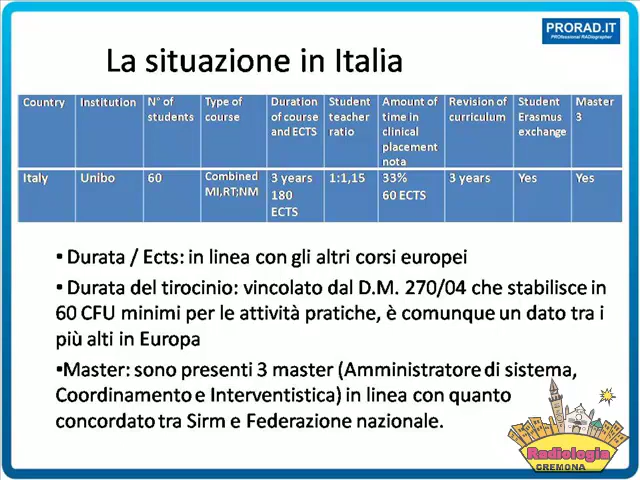 PRORAD.IT
PROfessional RADiographer
La situazione in Italia
Country Institution N° of students Type of course Duration of course and ECTS Student teacher ratio Amount of time in clinical placement nota Revision of curriculum Student Erasmus exchange Master 3
Italy Unibo 60 Combined MI,RT;NM 3 years 180 ECTS 1:1,15 33% 60 ECTS 3 years Yes Yes
• Durata / Ects: in linea con gli altri corsi europei
• Durata del tirocinio: vincolato dal D.M. 270/04 che stabilisce in
60 CFU minimi per le attività pratiche, è comunque un dato tra i
più alti in Europa
•Master: sono presenti 3 master (Amministratore di sistema,
Coordinamento e Interventistica) in linea con quanto
concordato tra Sirm e Federazione nazionale.
Radiologia
CREMONA